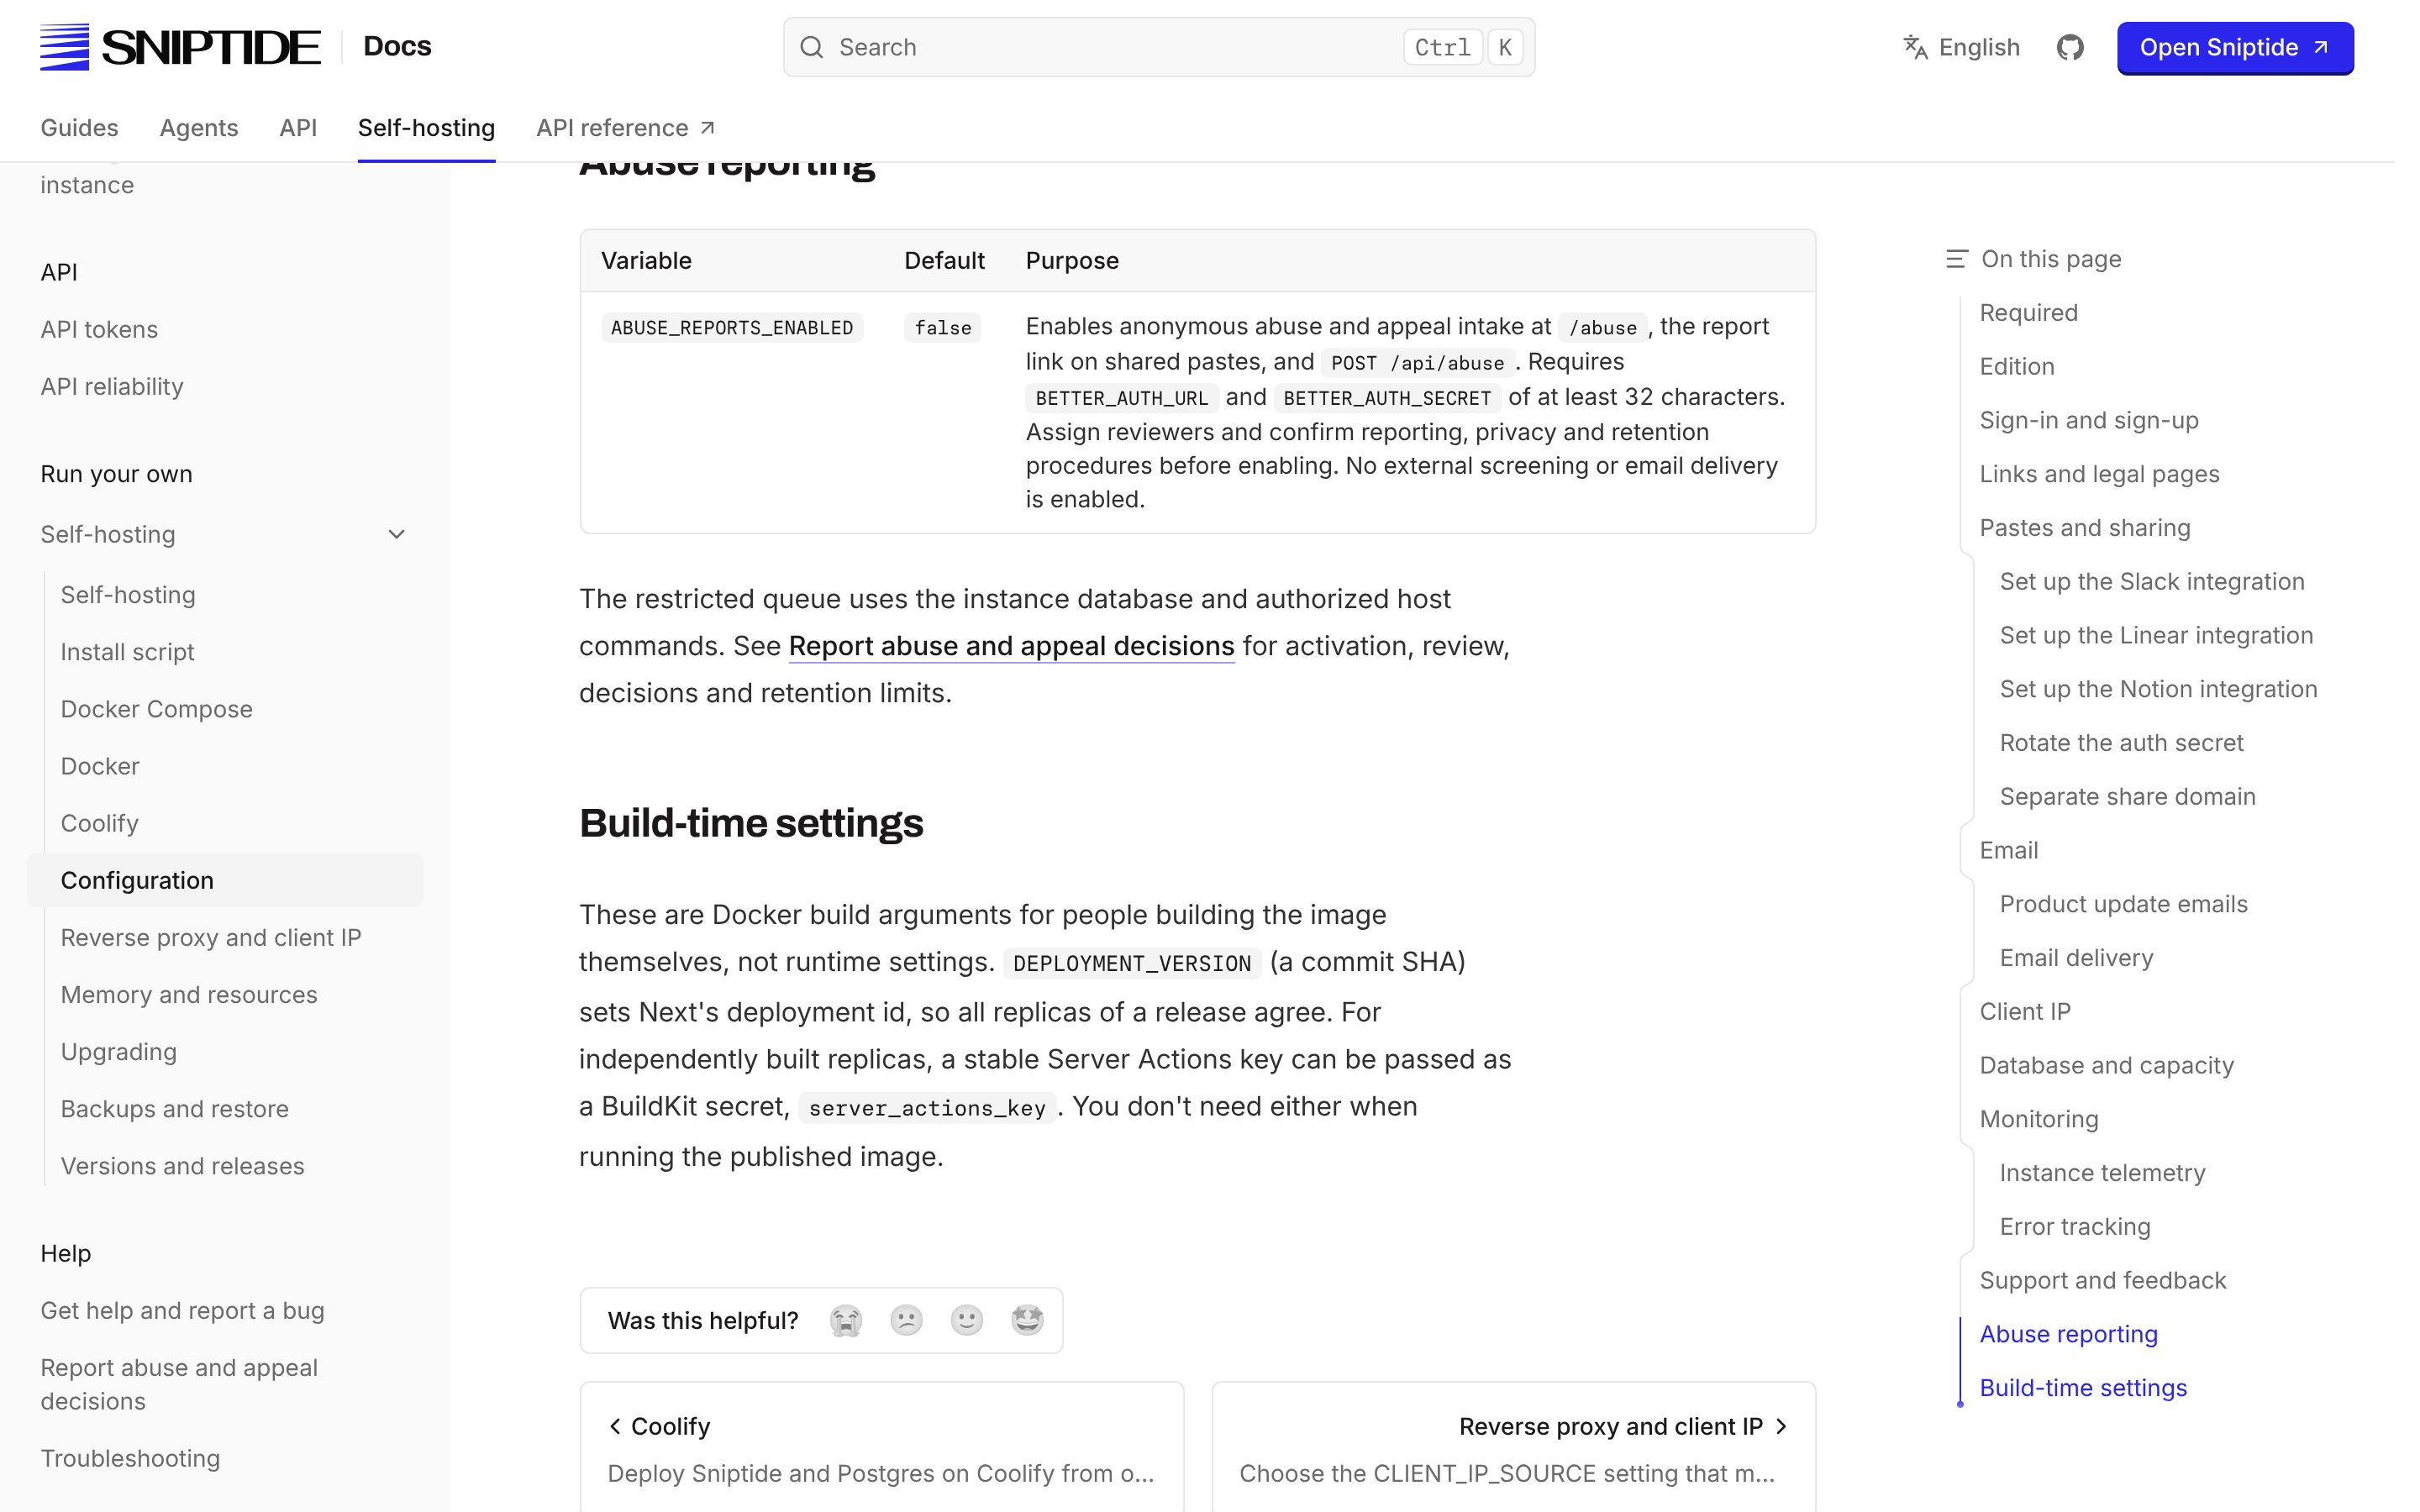 SNIPTIDE
Docs
Search
Ctrl
K
English
Open Sniptide
Guides
Agents
API
Self-hosting
API reference
instance
API
API tokens
API reliability
Run your own
Self-hosting
Self-hosting
Install script
Docker Compose
Docker
Coolify
Configuration
Reverse proxy and client IP
Memory and resources
Upgrading
Backups and restore
Versions and releases
Help
Get help and report a bug
Report abuse and appeal
decisions
Troubleshooting
Abuse reporting
Variable
Default
Purpose
ABUSE_REPORTS_ENABLED
false
Enables anonymous abuse and appeal intake at /abuse, the report
link on shared pastes, and POST /api/abuse. Requires
BETTER_AUTH_URL and BETTER_AUTH_SECRET of at least 32 characters.
Assign reviewers and confirm reporting, privacy and retention
procedures before enabling. No external screening or email delivery
is enabled.
The restricted queue uses the instance database and authorized host
commands. See Report abuse and appeal decisions for activation, review,
decisions and retention limits.
Build-time settings
These are Docker build arguments for people building the image
themselves, not runtime settings. DEPLOYMENT_VERSION (a commit SHA)
sets Next's deployment id, so all replicas of a release agree. For
independently built replicas, a stable Server Actions key can be passed as
a BuildKit secret, server_actions_key. You don't need either when
running the published image.
Was this helpful?
Coolify
Deploy Sniptide and Postgres on Coolify from o...
Reverse proxy and client IP
Choose the CLIENT_IP_SOURCE setting that m...
On this page
Required
Edition
Sign-in and sign-up
Links and legal pages
Pastes and sharing
Set up the Slack integration
Set up the Linear integration
Set up the Notion integration
Rotate the auth secret
Separate share domain
Email
Product update emails
Email delivery
Client IP
Database and capacity
Monitoring
Instance telemetry
Error tracking
Support and feedback
Abuse reporting
Build-time settings